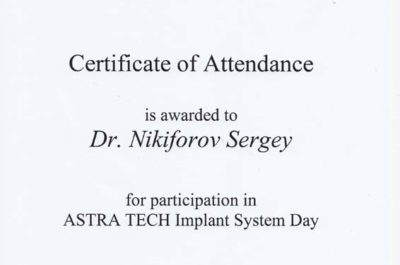 Certificate of Attendance
is awarded to
Dr. Nikiforov Sergey
for participation in
ASTRA TECH Implant System Day